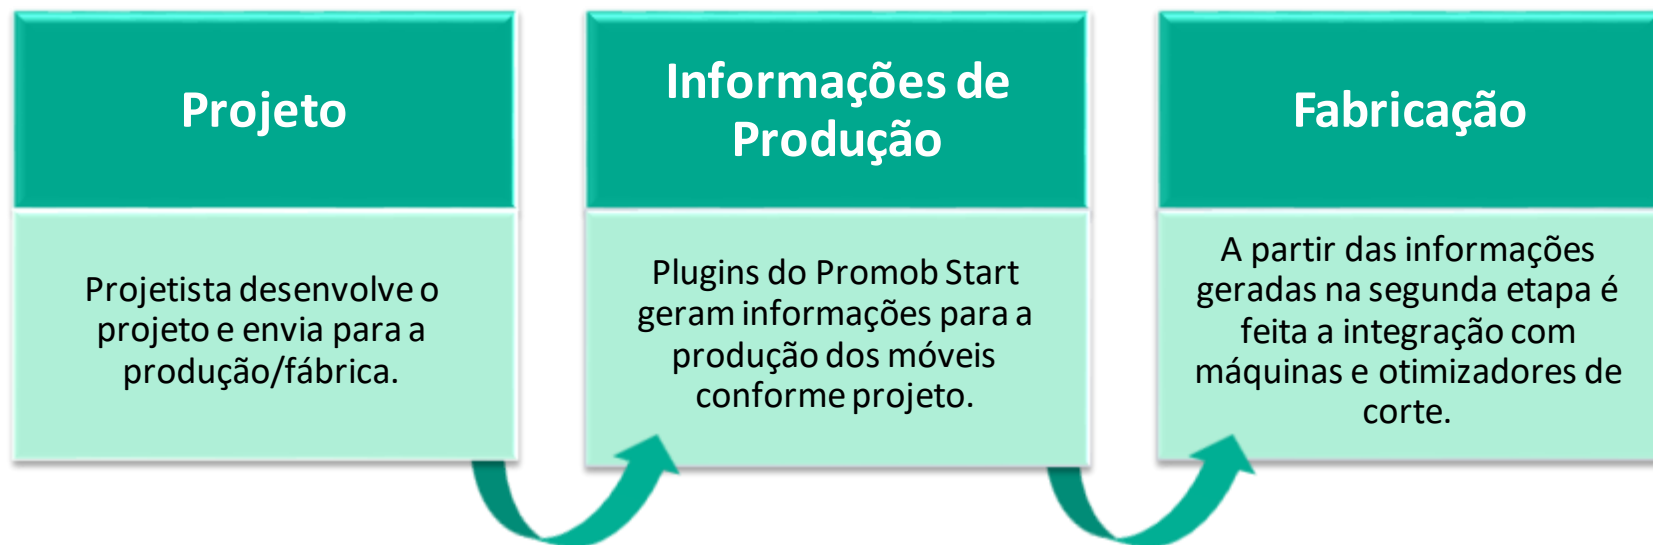 Projeto
Projetista desenvolve o
projeto e envia para a
produção/fábrica.
Informações de
Produção
Plugins do Promob Start
geram informações para a
produção dos móveis
conforme projeto.
Fabricação
A partir das informações
geradas na segunda etapa é
feita a integração com
máquinas e otimizadores de
corte.